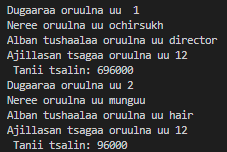 Dugaaraa oruulna uu  1
Neree oruulna uu ochirsukh
Alban tushaalaa oruulna uu director
Ajillasan tsagaa oruulna uu 12
 Tanii tsalin: 696000
Dugaaraa oruulna uu 2
Neree oruulna uu munguu
Alban tushaalaa oruulna uu hair
Ajillasan tsagaa oruulna uu 12
 Tanii tsalin: 96000